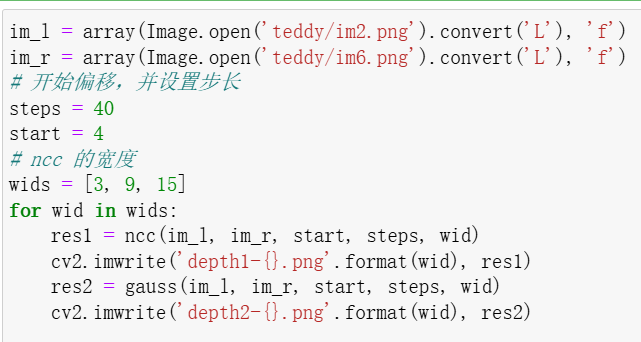 im_l = array(Image.open('teddy/im2.png').convert('L'), 'f')
im_r = array(Image.open('teddy/im6.png').convert('L'), 'f')
# 开始偏移，并设置步长
steps = 40
start = 4
# ncc 的宽度
wids = [3, 9, 15]
for wid in wids:
    res1 = ncc(im_l, im_r, start, steps, wid)
    cv2.imwrite('depth1-{}.png'.format(wid), res1)
    res2 = gauss(im_l, im_r, start, steps, wid)
    cv2.imwrite('depth2-{}.png'.format(wid), res2)